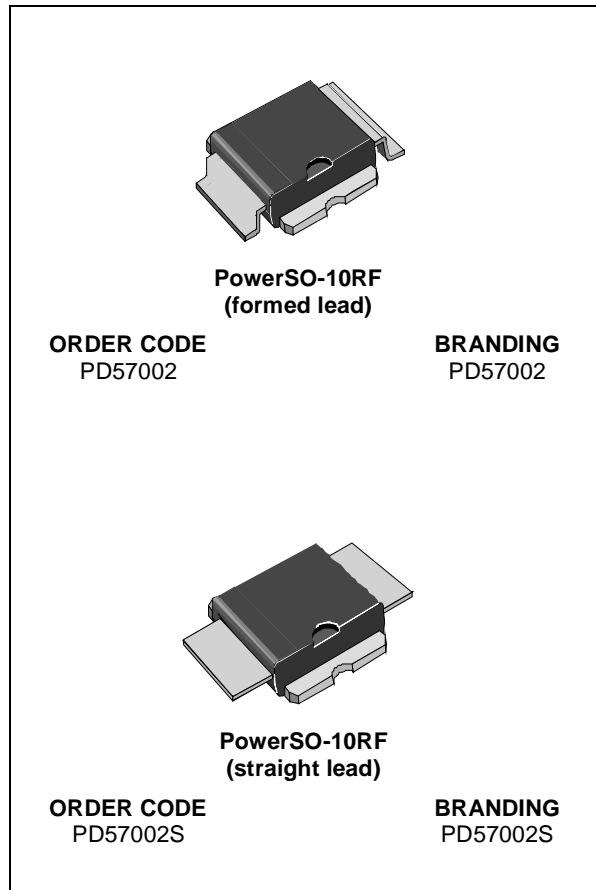 PowerSO-10RF
(formed lead)
ORDER CODE BRANDING
PD57002 PD57002
PowerSO-10RF
(straight lead)
ORDER CODE BRANDING
PD57002S PD57002S